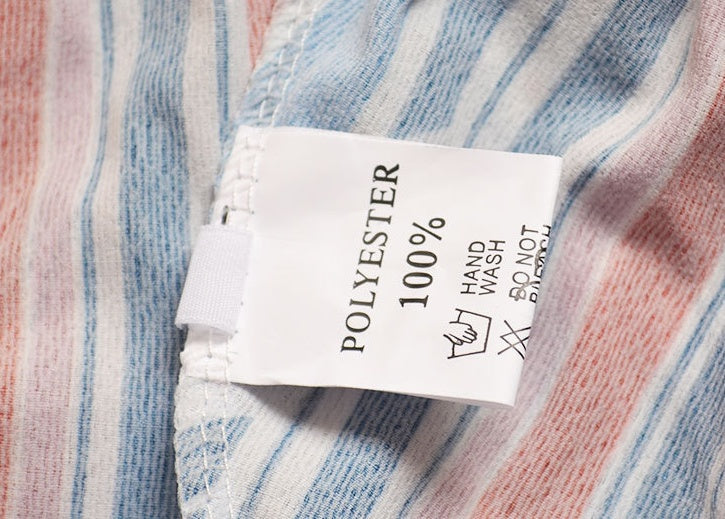 POLYESTER
100%
HAND
WASH
DO NOT